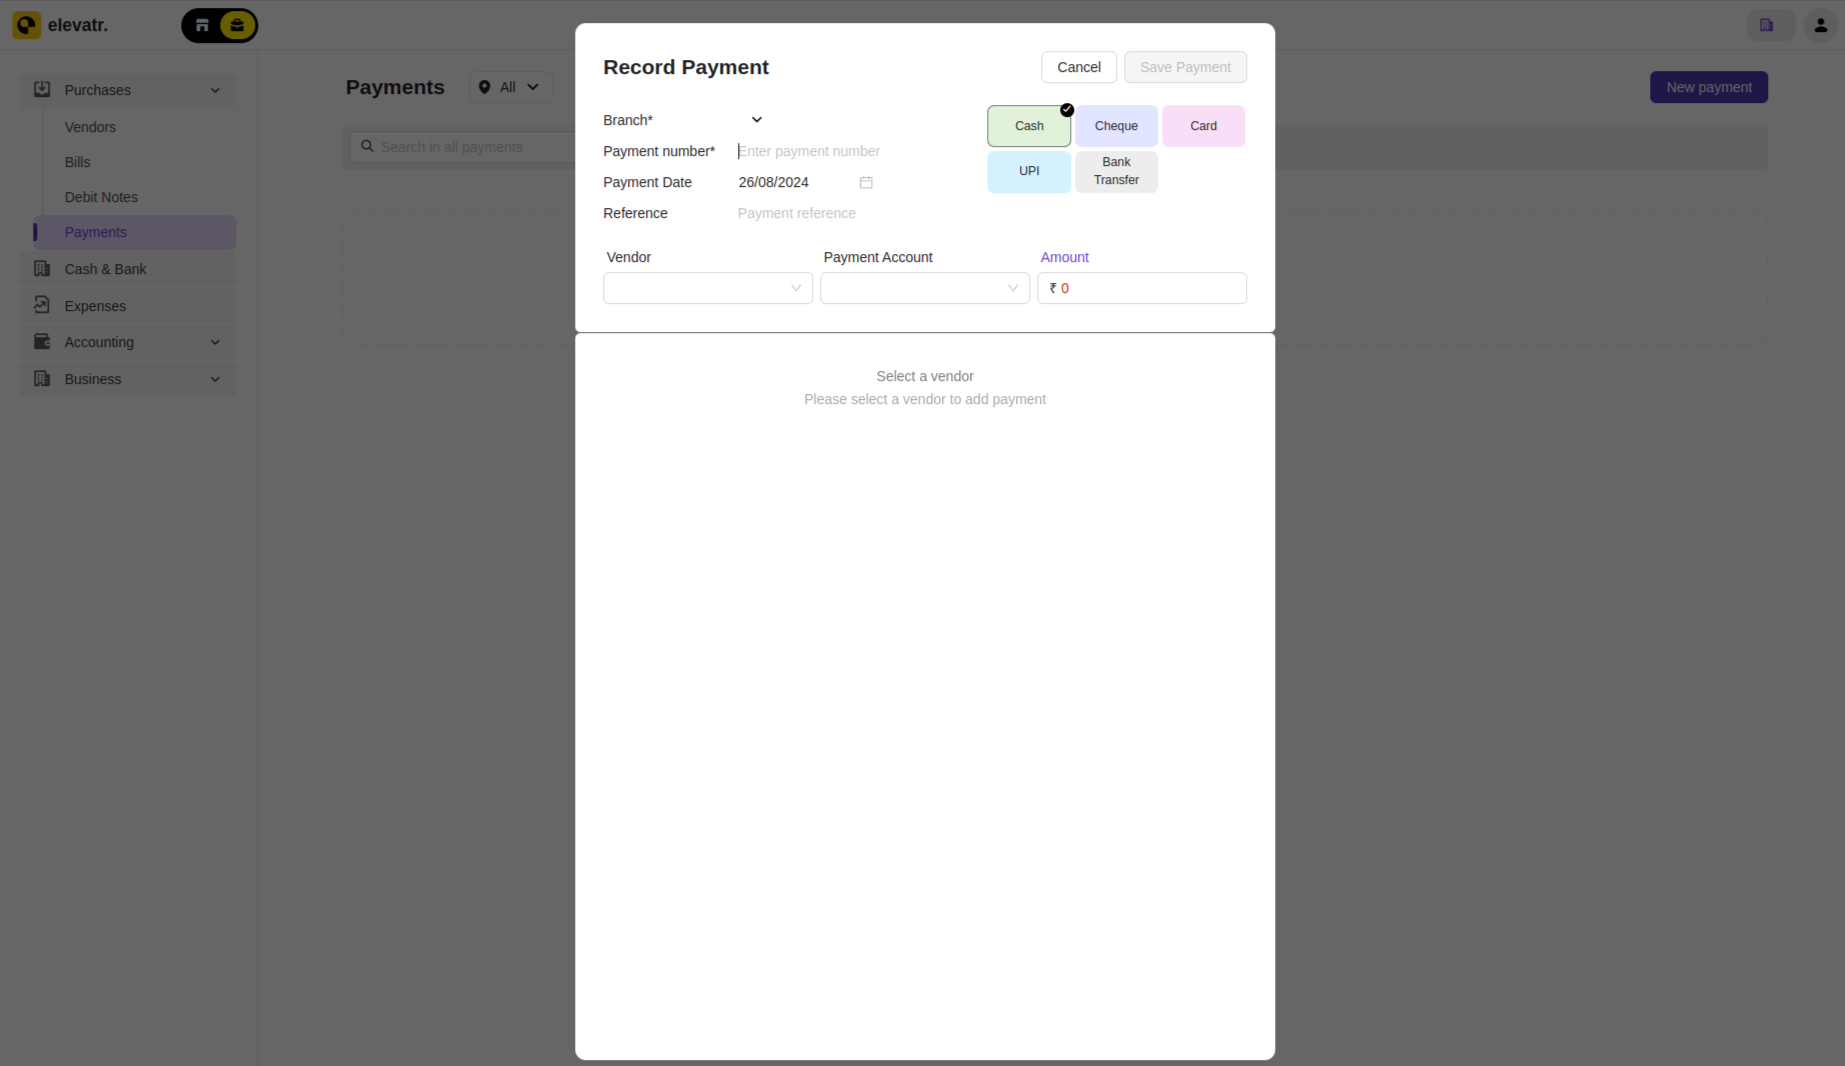 elevatr.
Purchases
Vendors
Bills
Debit Notes
Payments
Cash & Bank
Expenses
Accounting
Business
Payments
All
New payment
Search in all payments
Record Payment
Cancel
Save Payment
Branch*
Payment number*
Enter payment number
Payment Date
26/08/2024
Reference
Payment reference
Cash
Cheque
Card
UPI
Bank
Transfer
Vendor
Payment Account
Amount
₹ 0
Select a vendor
Please select a vendor to add payment